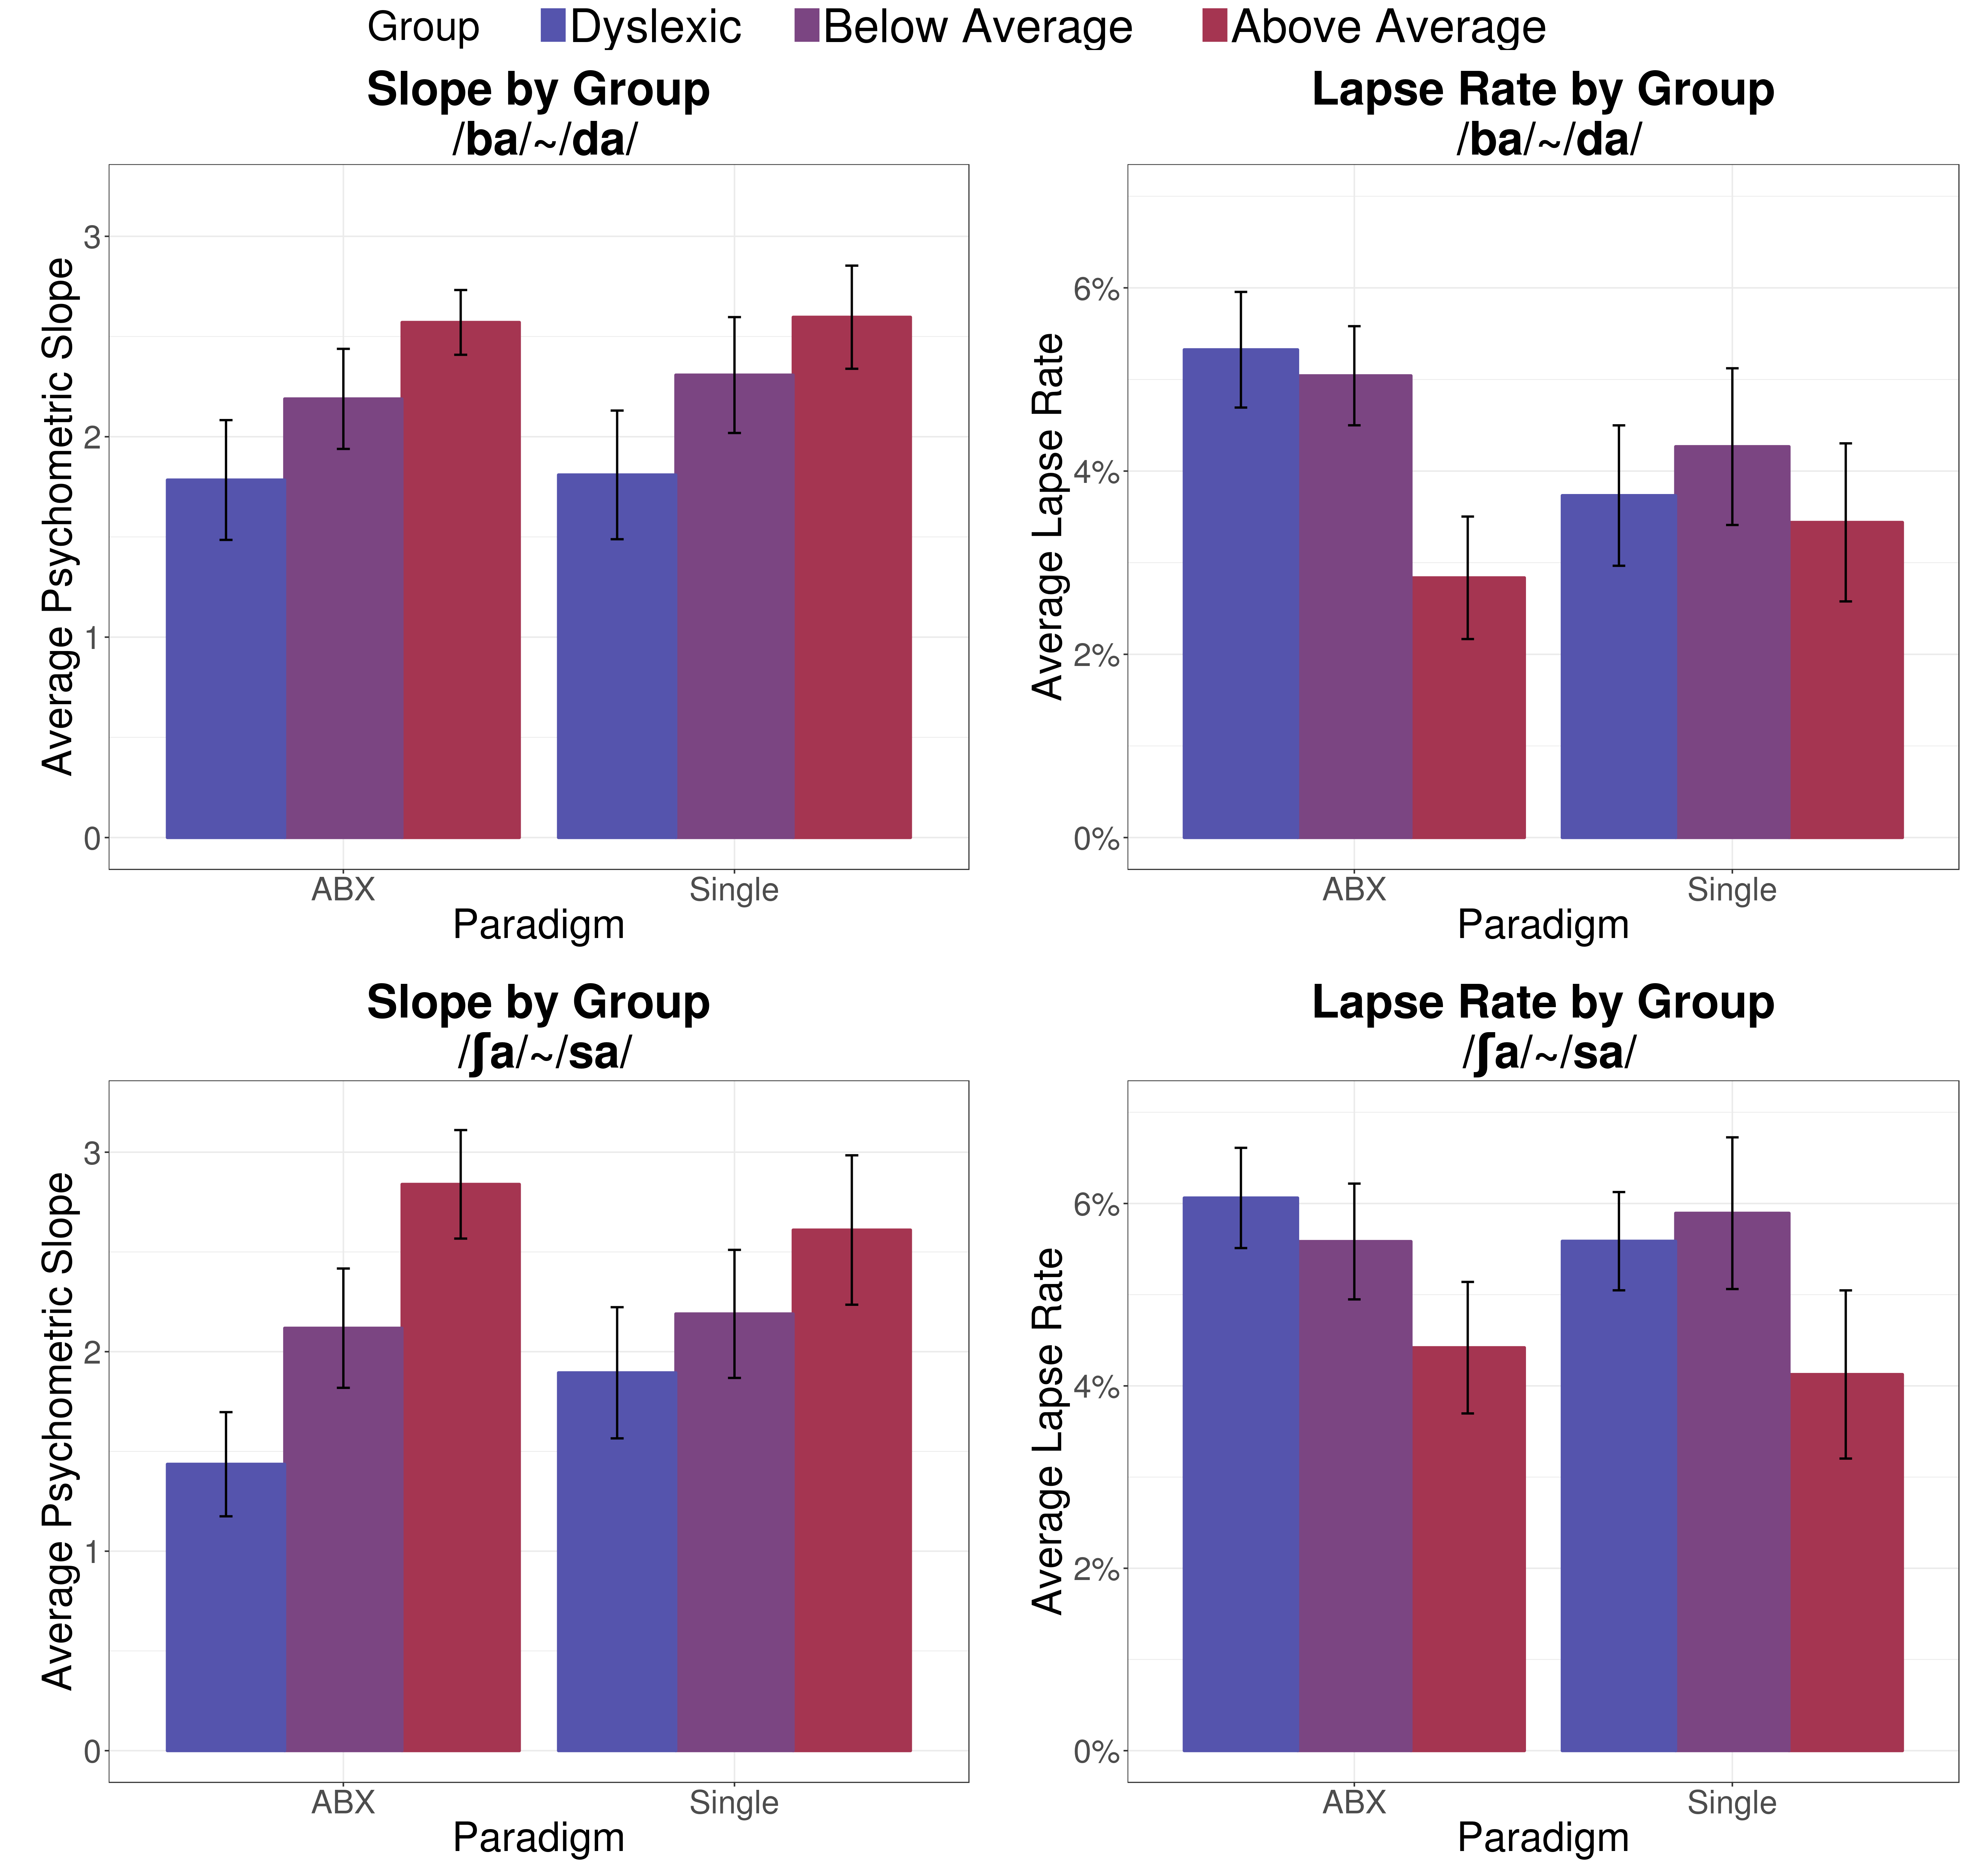 Group Dyslexic Below Average Above Average
Slope by Group
/ba/~/da/
Average Psychometric Slope
3
2
1
0
ABX Single
Paradigm
Lapse Rate by Group
/ba/~/da/
Average Lapse Rate
6%
4%
2%
0%
ABX Single
Paradigm
Slope by Group
/ʃa/~/sa/
Average Psychometric Slope
3
2
1
0
ABX Single
Paradigm
Lapse Rate by Group
/ʃa/~/sa/
Average Lapse Rate
6%
4%
2%
0%
ABX Single
Paradigm